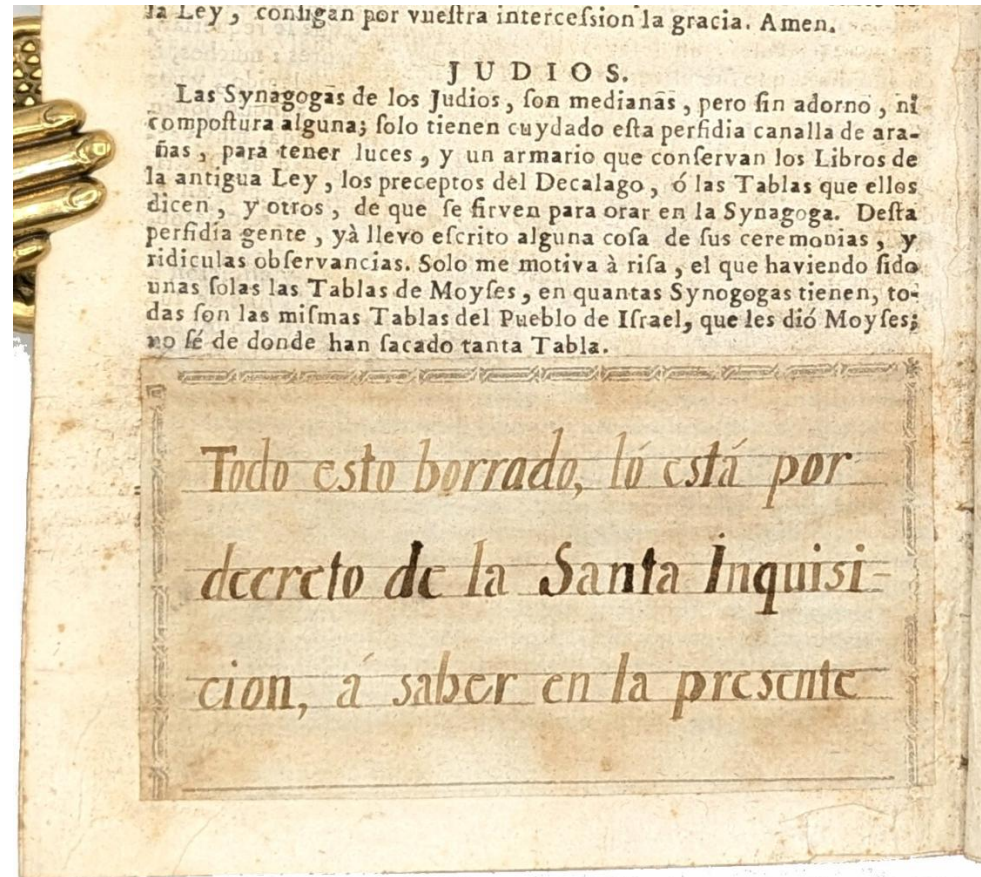 la Ley, consigan por vuestra intercession la gracia. Amen.
JUDIOS.
Las Synagogas de los Judios, son medianas, pero sin adorno, ni
compostura alguna; solo tienen cuydado esta perfidia canalla de ara-
ñas, para tener luces, y un armario que conservan los Libros de
la antigua Ley, los preceptos del Decalago, ó las Tablas que ellos
dicen, y otros, de que se sirven para orar en la Synagoga. Desta
perfidia gente, yà llevo escrito alguna cosa de sus ceremonias, y
ridiculas observancias. Solo me motiva à risa, el que haviendo sido
unas solas las Tablas de Moyses, en quantas Synogogas tienen, to-
das son las mismas Tablas del Pueblo de Israel, que les dió Moyses;
no sé de donde han sacado tanta Tabla.
Todo esto borrado, ló está por
decreto de la Santa Inquisi-
cion, á saber en la presente